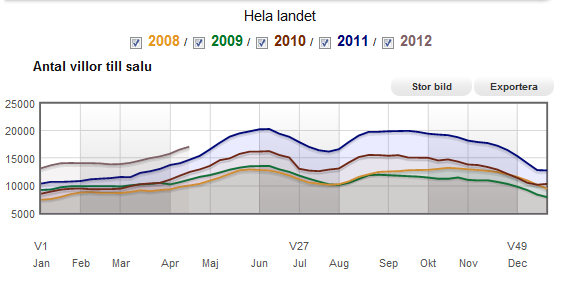 Hela landet
2008 / 2009 / 2010 / 2011 / 2012
Antal villor till salu
Stor bild Exportera
25000
20000
15000
10000
5000
V1 V27 V49
Jan Feb Mar Apr Maj Jun Jul Aug Sep Okt Nov Dec